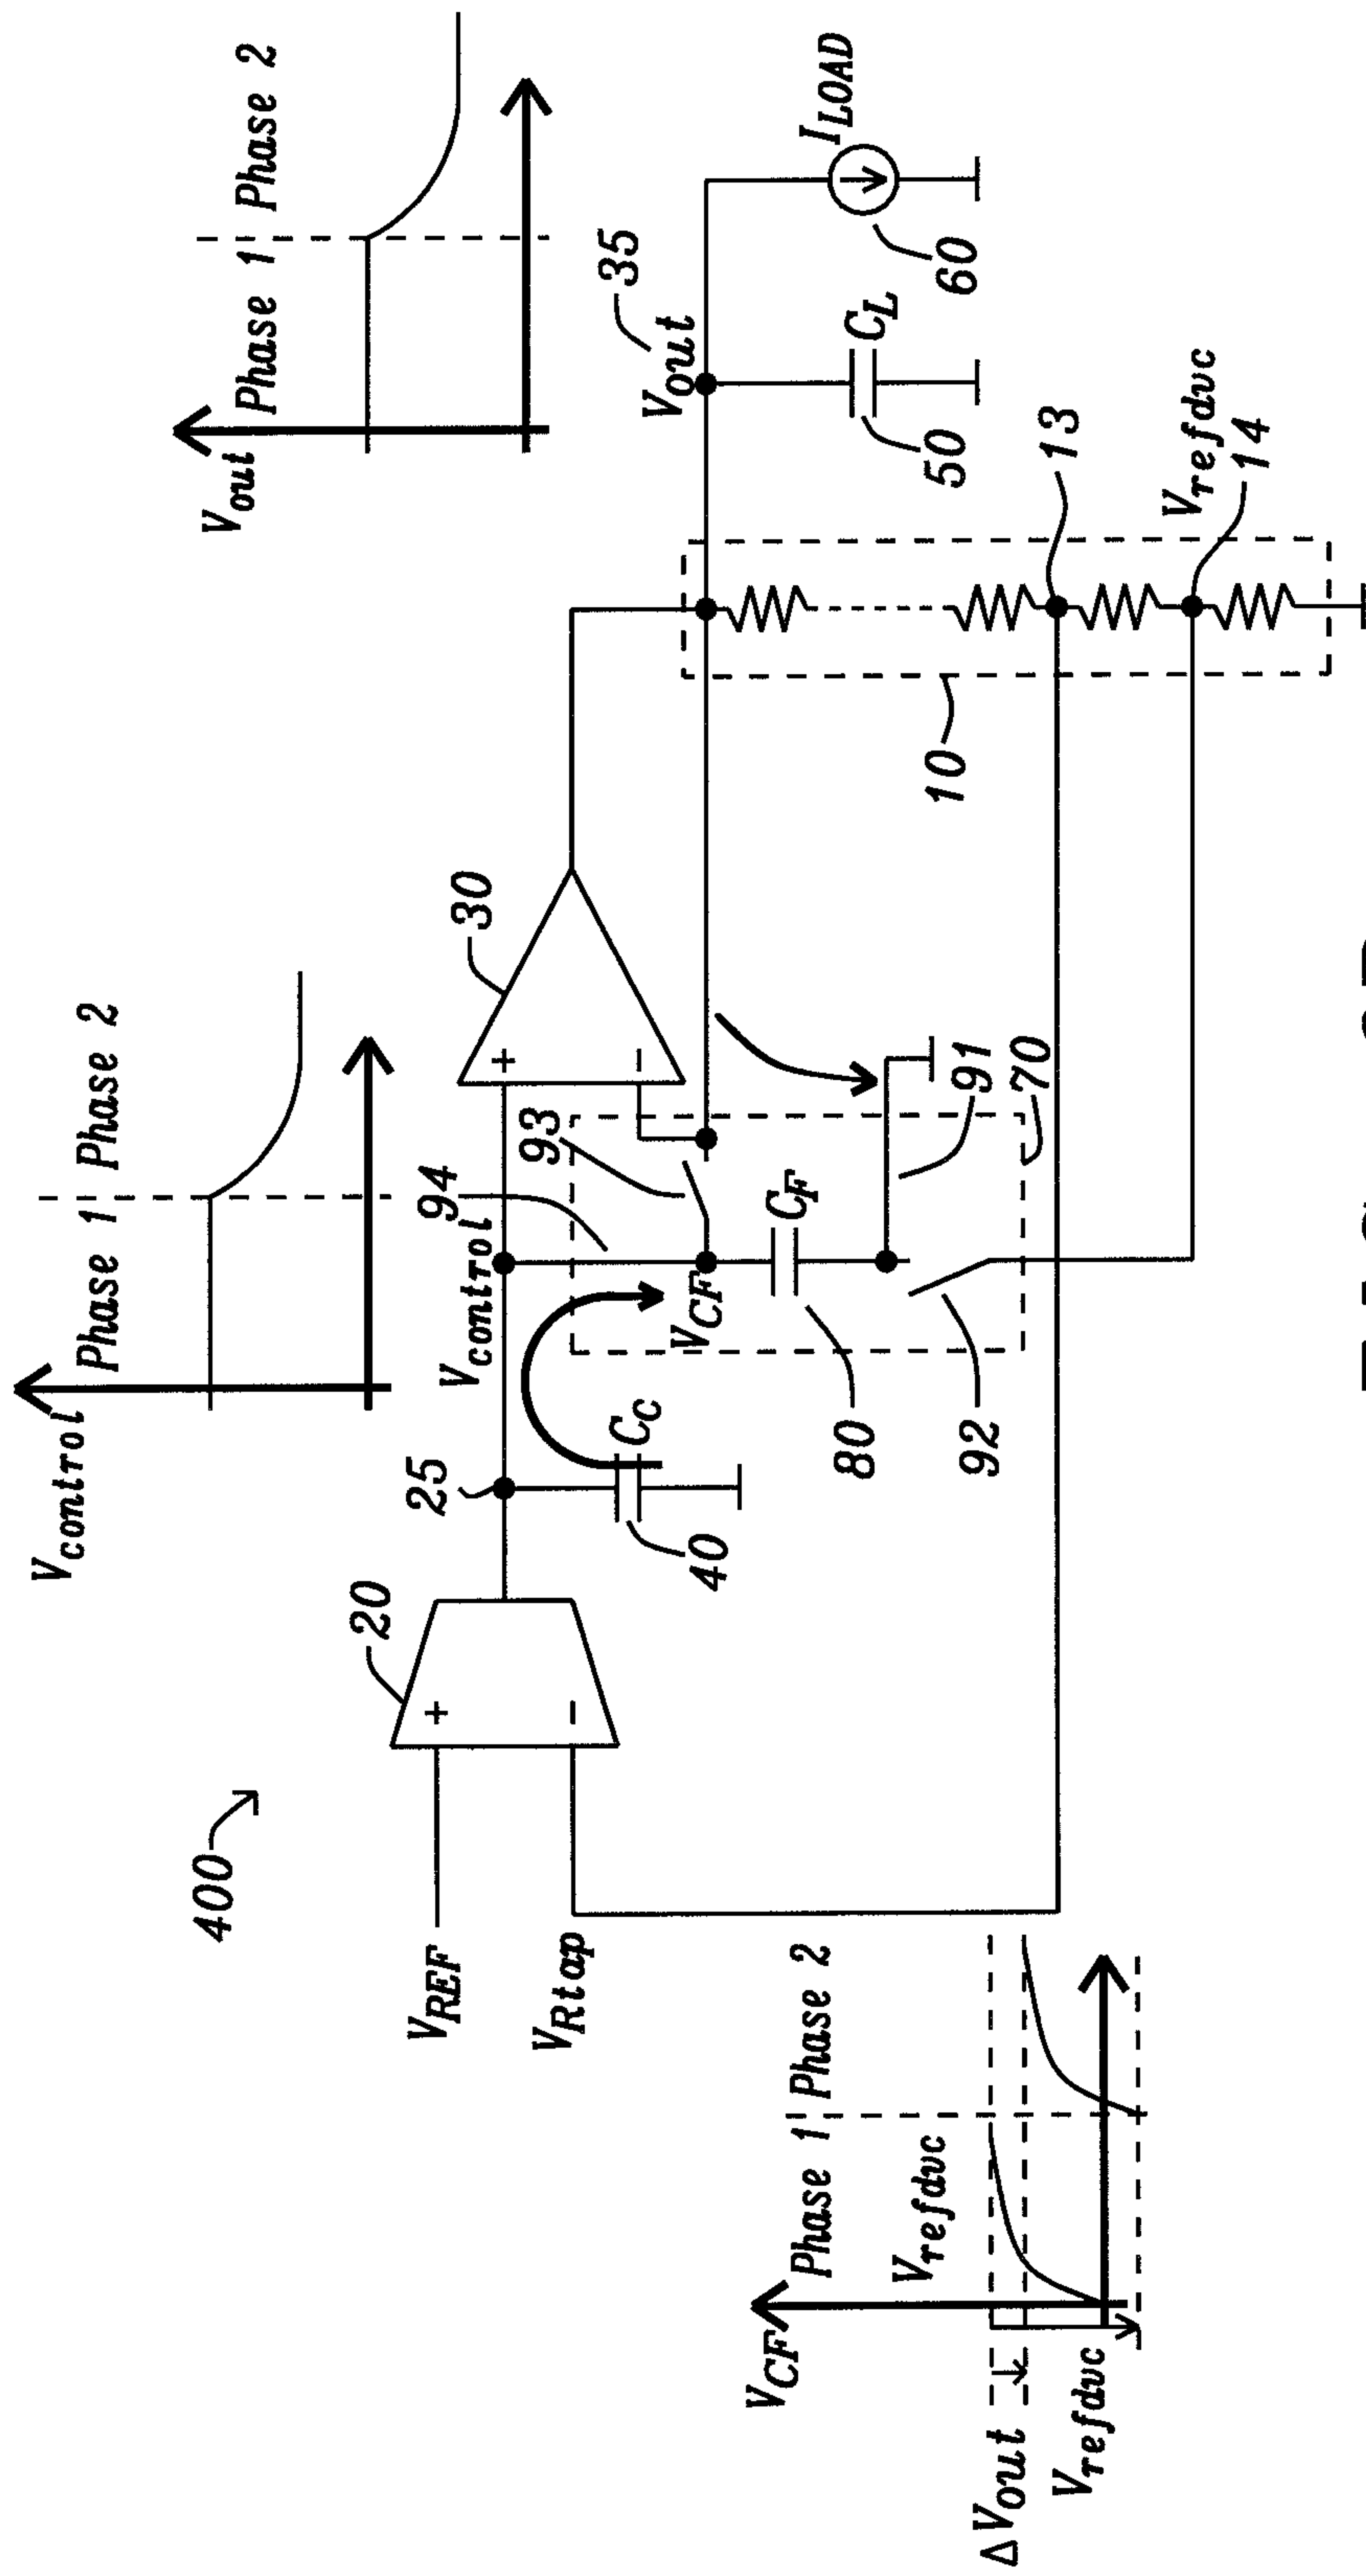 400
V_REF
V_Rtap
20
25
40
C_C
V_control
Phase 1
Phase 2
V_control
94
93
30
V_CF
C_F
80
92
91
70
V_out
Phase 1
Phase 2
V_out
35
50
C_L
60
I_LOAD
10
13
V_refdvc
14
V_CF
Phase 1
Phase 2
V_refdvc
ΔV_out
V_refdvc